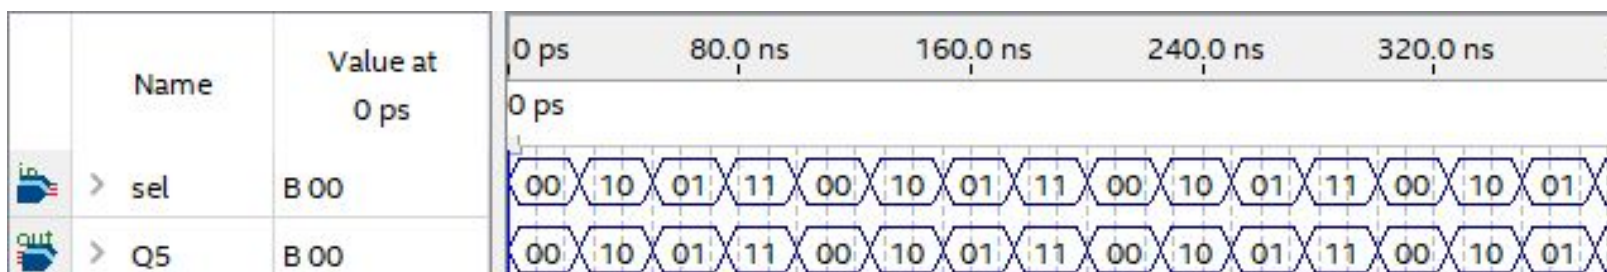 0 ps 80.0 ns 160.0 ns 240.0 ns 320.0 ns
Name Value at 0 ps
0 ps
in > sel B 00 00 10 01 11 00 10 01 11 00 10 01 11 00 10 01
out > Q5 B 00 00 10 01 11 00 10 01 11 00 10 01 11 00 10 01